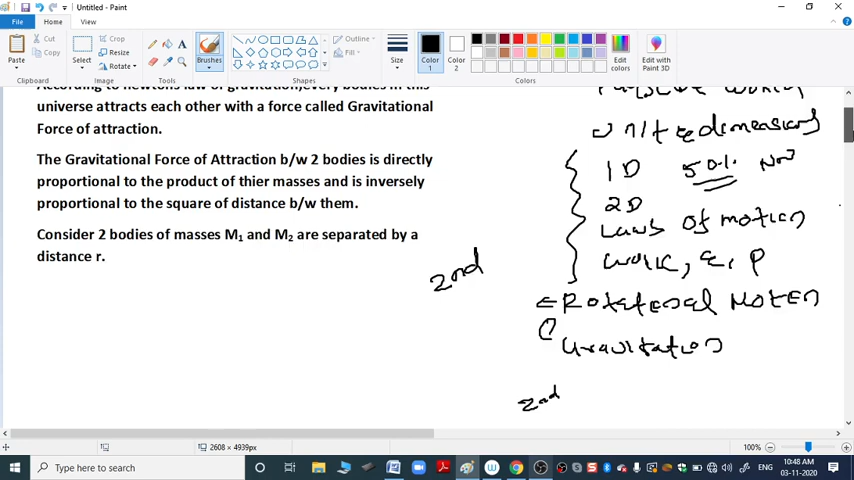 Untitled - Paint
File
Home
View
Paste
Cut
Copy
Clipboard
Select
Crop
Resize
Rotate
Image
A
Tools
Brushes
Shapes
Outline
Fill
Size
Color
1
Color
2
Colors
Edit
colors
Edit with
Paint 3D
According to newtons law of gravitation,every bodies in this
universe attracts each other with a force called Gravitational
Force of attraction.
The Gravitational Force of Attraction b/w 2 bodies is directly
proportional to the product of thier masses and is inversely
proportional to the square of distance b/w them.
Consider 2 bodies of masses M₁ and M₂ are separated by a
distance r.
world
unit & dimensions
1D 50%
2D
Laws of motion
work, E, P
Rotational Motion
Gravitation
2nd
2nd
2608 × 4939px
100%
Type here to search
ENG
10:48 AM
03-11-2020